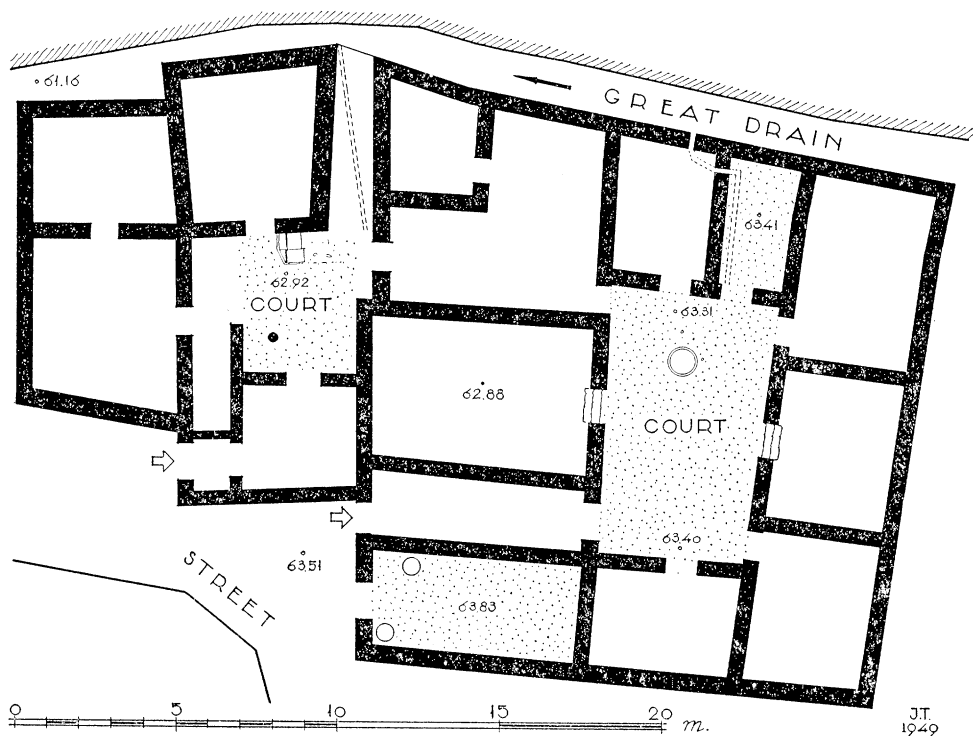 61.16
GREAT DRAIN
63.41
62.92
COURT
63.31
62.88
COURT
63.40
STREET
63.51
63.83
0 5 10 15 20 m.
J.T.
1949